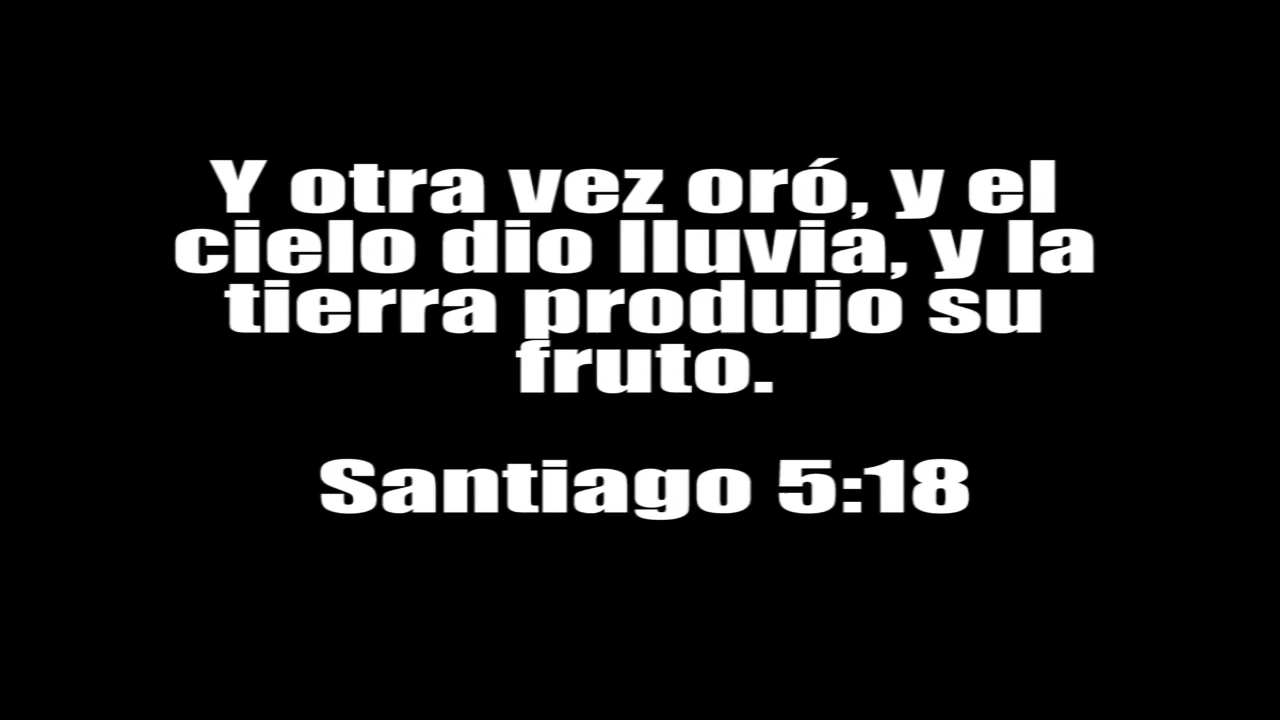 Y otra vez oró, y el
cielo dio lluvia, y la
tierra produjo su
fruto.
Santiago 5:18